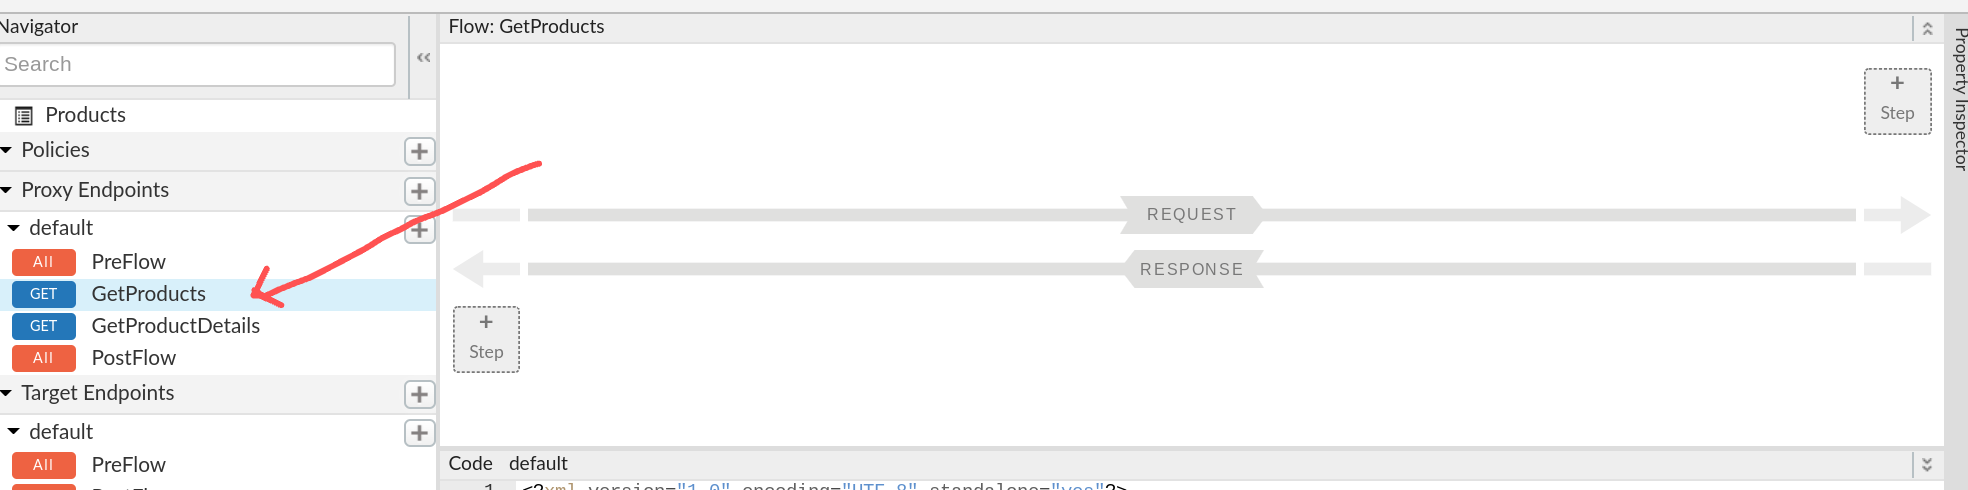 Navigator
Search
Products
Policies
Proxy Endpoints
default
All PreFlow
GET GetProducts
GET GetProductDetails
All PostFlow
Target Endpoints
default
All PreFlow
Flow: GetProducts
+
Step
REQUEST
RESPONSE
+
Step
Code default
1 <?xml version="1.0" encoding="UTF-8" standalone="yes"?>
Property Inspector